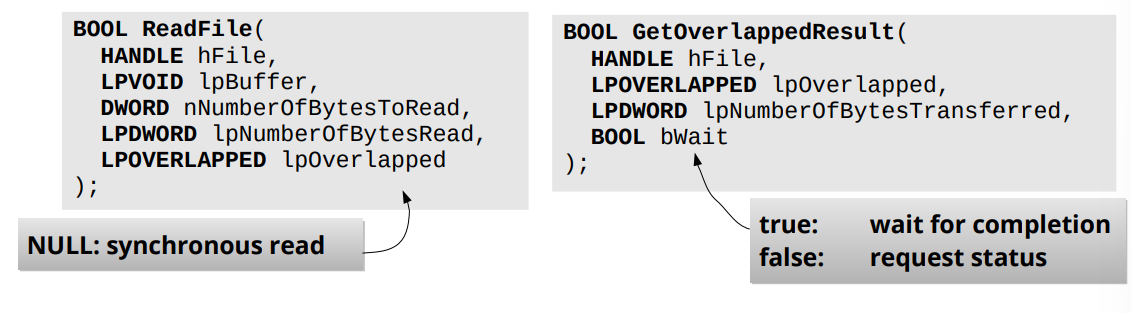 BOOL ReadFile(
HANDLE hFile,
LPVOID lpBuffer,
DWORD nNumberOfBytesToRead,
LPDWORD lpNumberOfBytesRead,
LPOVERLAPPED lpOverlapped
);
NULL: synchronous read
BOOL GetOverlappedResult(
HANDLE hFile,
LPOVERLAPPED lpOverlapped,
LPDWORD lpNumberOfBytesTransferred,
BOOL bWait
);
true: wait for completion
false: request status